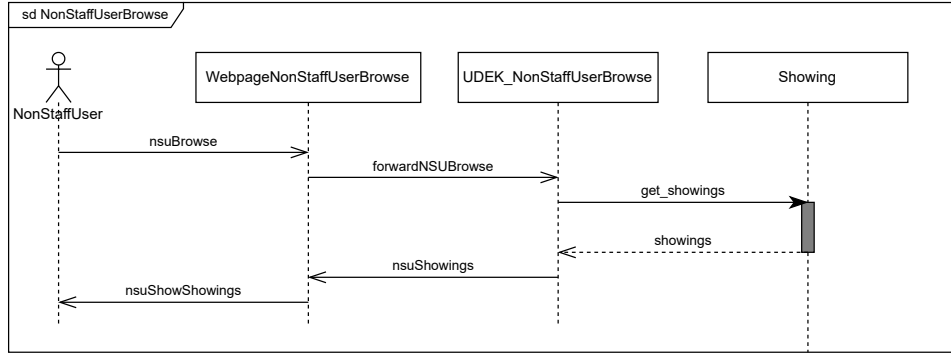 sd NonStaffUserBrowse
NonStaffUser
WebpageNonStaffUserBrowse
UDEK_NonStaffUserBrowse
Showing
nsuBrowse
forwardNSUBrowse
get_showings
showings
nsuShowings
nsuShowShowings